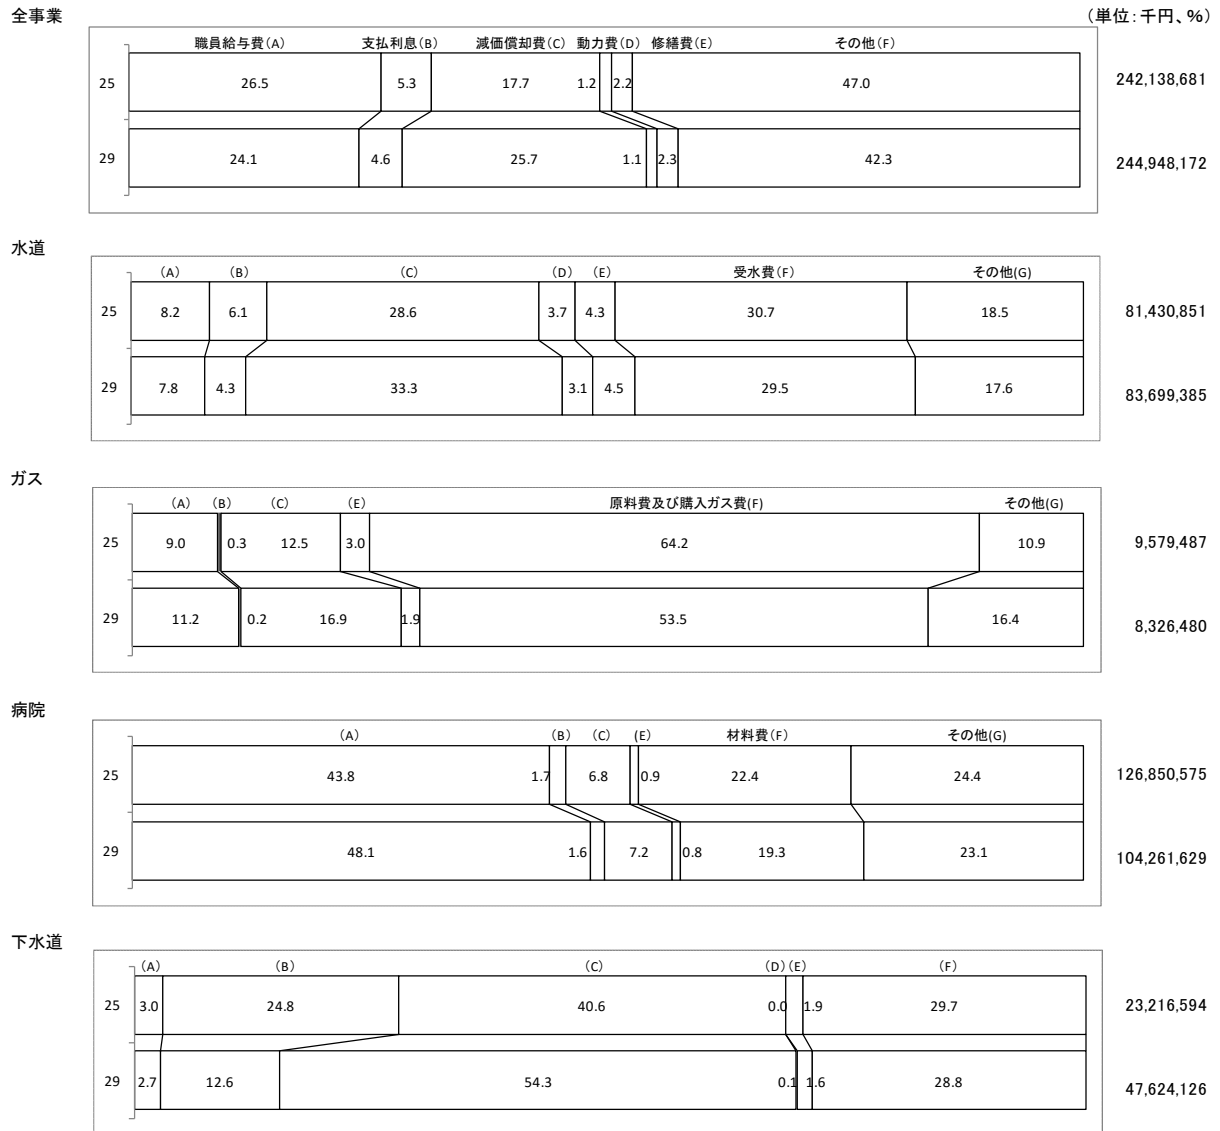 全事業
(単位：千円、％)
職員給与費(A) 支払利息(B) 減価償却費(C) 動力費(D) 修繕費(E) その他(F)
25 26.5 5.3 17.7 1.2 2.2 47.0 242,138,681
29 24.1 4.6 25.7 1.1 2.3 42.3 244,948,172
水道
(A) (B) (C) (D) (E) 受水費(F) その他(G)
25 8.2 6.1 28.6 3.7 4.3 30.7 18.5 81,430,851
29 7.8 4.3 33.3 3.1 4.5 29.5 17.6 83,699,385
ガス
(A) (B) (C) (E) 原料費及び購入ガス費(F) その他(G)
25 9.0 0.3 12.5 3.0 64.2 10.9 9,579,487
29 11.2 0.2 16.9 1.9 53.5 16.4 8,326,480
病院
(A) (B) (C) (E) 材料費(F) その他(G)
25 43.8 1.7 6.8 0.9 22.4 24.4 126,850,575
29 48.1 1.6 7.2 0.8 19.3 23.1 104,261,629
下水道
(A) (B) (C) (D) (E) (F)
25 3.0 24.8 40.6 0.0 1.9 29.7 23,216,594
29 2.7 12.6 54.3 0.1 1.6 28.8 47,624,126